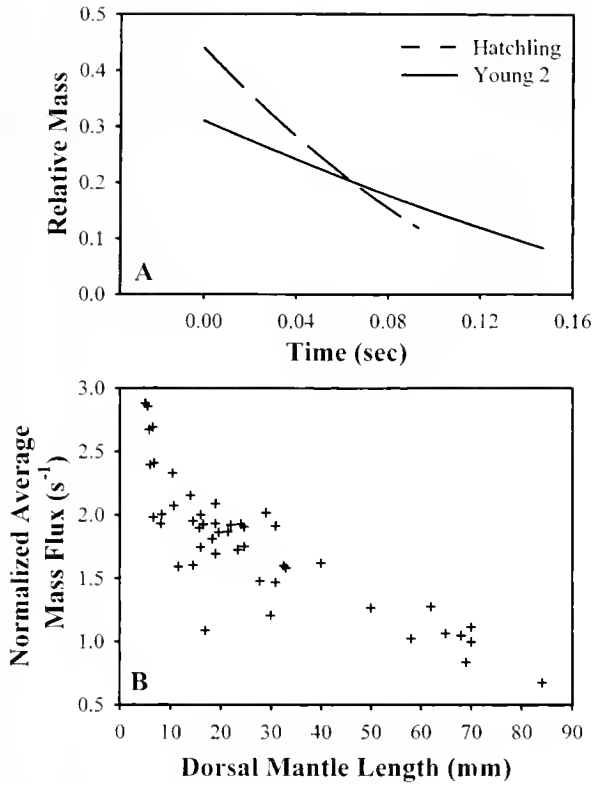 0.5
0.4
0.3
0.2
0.1
0.0
Relative Mass
Hatchling
Young 2
A
0.00 0.04 0.08 0.12 0.16
Time (sec)
3.0
2.5
2.0
1.5
1.0
0.5
Normalized Average
Mass Flux (s⁻¹)
B
0 10 20 30 40 50 60 70 80 90
Dorsal Mantle Length (mm)